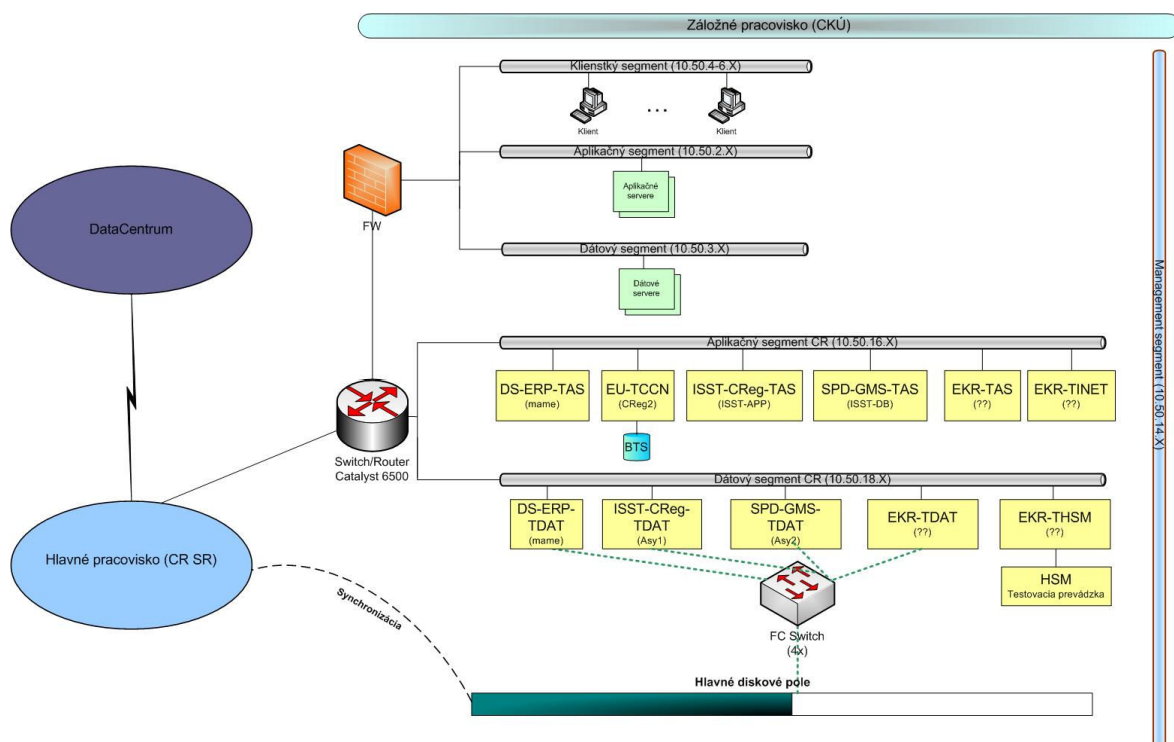 Záložné pracovisko (CKÚ)
Klienstký segment (10.50.4-6.X)
Klient
...
Klient
Aplikačný segment (10.50.2.X)
Aplikačné
servere
FW
DataCentrum
Dátový segment (10.50.3.X)
Dátové
servere
Management segment (10.50.14.X)
Aplikačný segment CR (10.50.16.X)
DS-ERP-TAS
(mame)
EU-TCCN
(CReg2)
ISST-CReg-TAS
(ISST-APP)
SPD-GMS-TAS
(ISST-DB)
EKR-TAS
(??)
EKR-TINET
(??)
BTS
Switch/Router
Catalyst 6500
Dátový segment CR (10.50.18.X)
DS-ERP-
TDAT
(mame)
ISST-CReg-
TDAT
(Asy1)
SPD-GMS-
TDAT
(Asy2)
EKR-TDAT
(??)
EKR-THSM
(??)
HSM
Testovacia prevádzka
Hlavné pracovisko (CR SR)
Synchronizácia
FC Switch
(4x)
Hlavné diskové pole